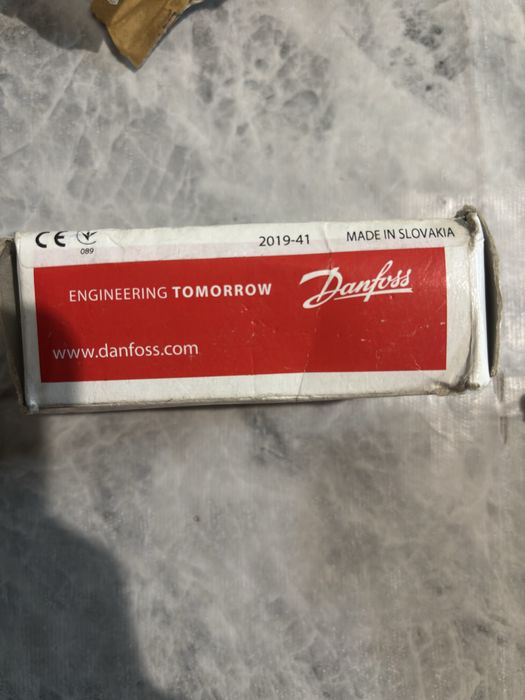 CE 089 2019-41 MADE IN SLOVAKIA
ENGINEERING TOMORROW Danfoss
www.danfoss.com